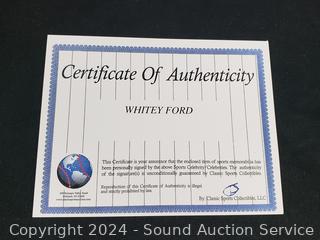 Certificate Of Authenticity
WHITEY FORD
This Certificate is your assurance that the enclosed item of sports memorabilia has
been personally signed by the above Sports Celebrity/Celebrities. The authenticity
of the signature(s) is unconditionally guaranteed by Classic Sports Collectibles.
Reproduction of this Certificate of Authenticity is illegal
and strictly prohibited by law.
By: Classic Sports Collectibles, LLC
Copyright 2024 - Sound Auction Service